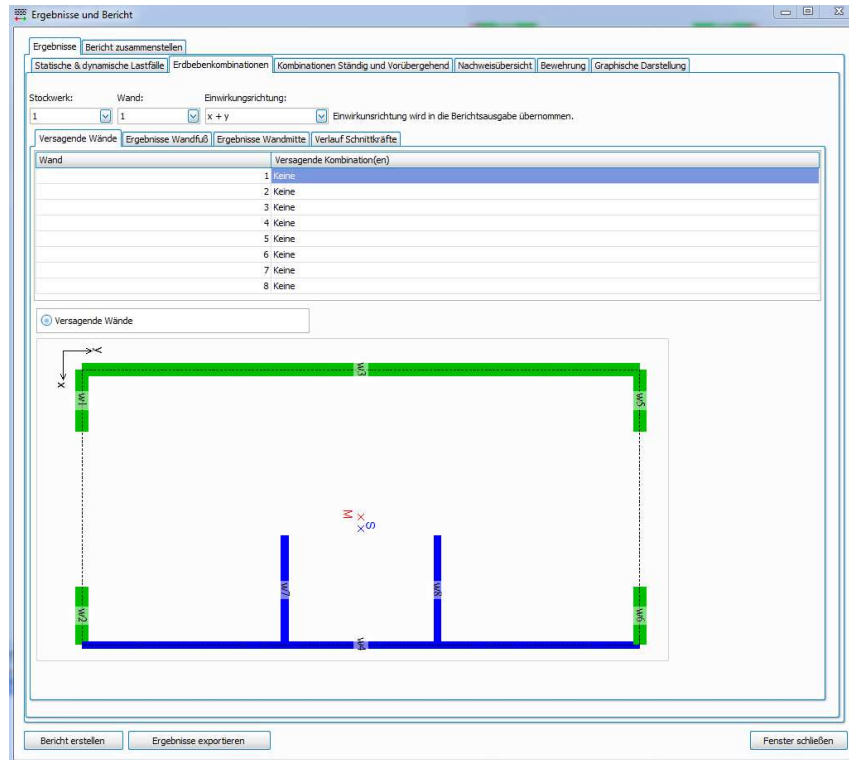 Ergebnisse und Bericht
Ergebnisse Bericht zusammenstellen
Statische & dynamische Lastfälle Erdbebenkombinationen Kombinationen Ständig und Vorübergehend Nachweisübersicht Bewehrung Graphische Darstellung
Stockwerk: Wand: Einwirkungsrichtung:
1 1 x + y Einwirkunsrichtung wird in die Berichtsausgabe übernommen.
Versagende Wände Ergebnisse Wandfuß Ergebnisse Wandmitte Verlauf Schnittkräfte
Wand Versagende Kombination(en)
1 Keine
2 Keine
3 Keine
4 Keine
5 Keine
6 Keine
7 Keine
8 Keine
Versagende Wände
Y
x
w3
w1
w5
M
S
w7
w8
w2
w6
w4
Bericht erstellen Ergebnisse exportieren Fenster schließen